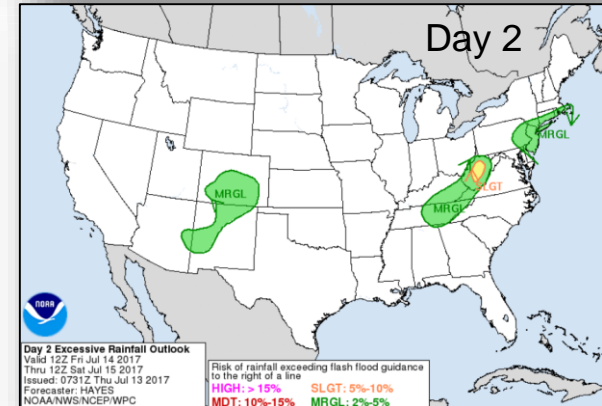 Day 2
MRGL
MRGL
SLGT
MRGL
NOAA
Day 2 Excessive Rainfall Outlook
Valid 12Z Fri Jul 14 2017
Thru 12Z Sat Jul 15 2017
Issued: 0731Z Thu Jul 13 2017
Forecaster: HAYES
NOAA/NWS/NCEP/WPC
Risk of rainfall exceeding flash flood guidance
to the right of a line
HIGH: > 15% SLGT: 5%-10%
MDT: 10%-15% MRGL: 2%-5%